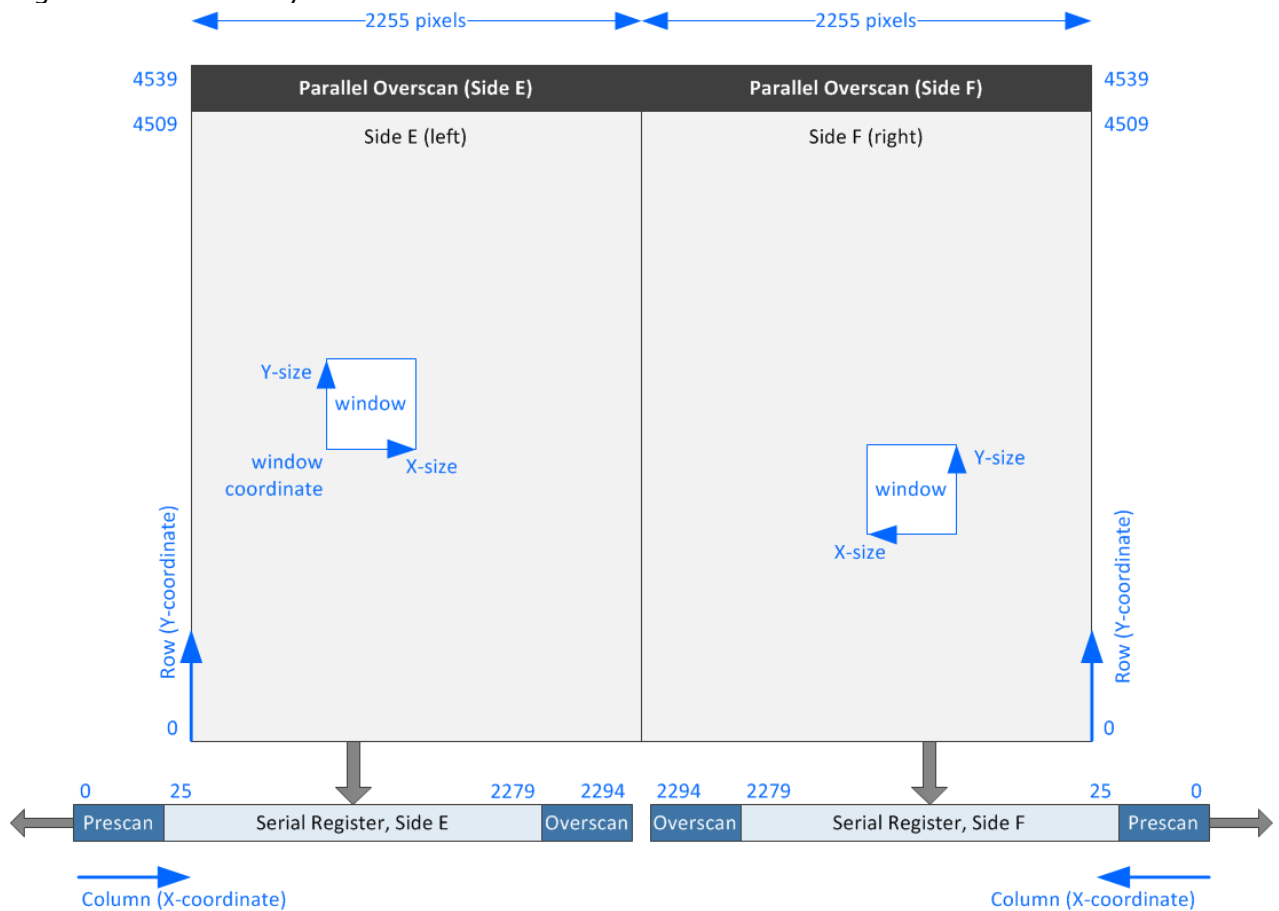 2255 pixels 2255 pixels
4539 Parallel Overscan (Side E) Parallel Overscan (Side F) 4539
4509 4509
Side E (left) Side F (right)
Y-size
window
window
coordinate
X-size
Y-size
window
X-size
Row (Y-coordinate)
Row (Y-coordinate)
0 0
0 25 2279 2294 2294 2279 25 0
Prescan Serial Register, Side E Overscan Overscan Serial Register, Side F Prescan
Column (X-coordinate) Column (X-coordinate)